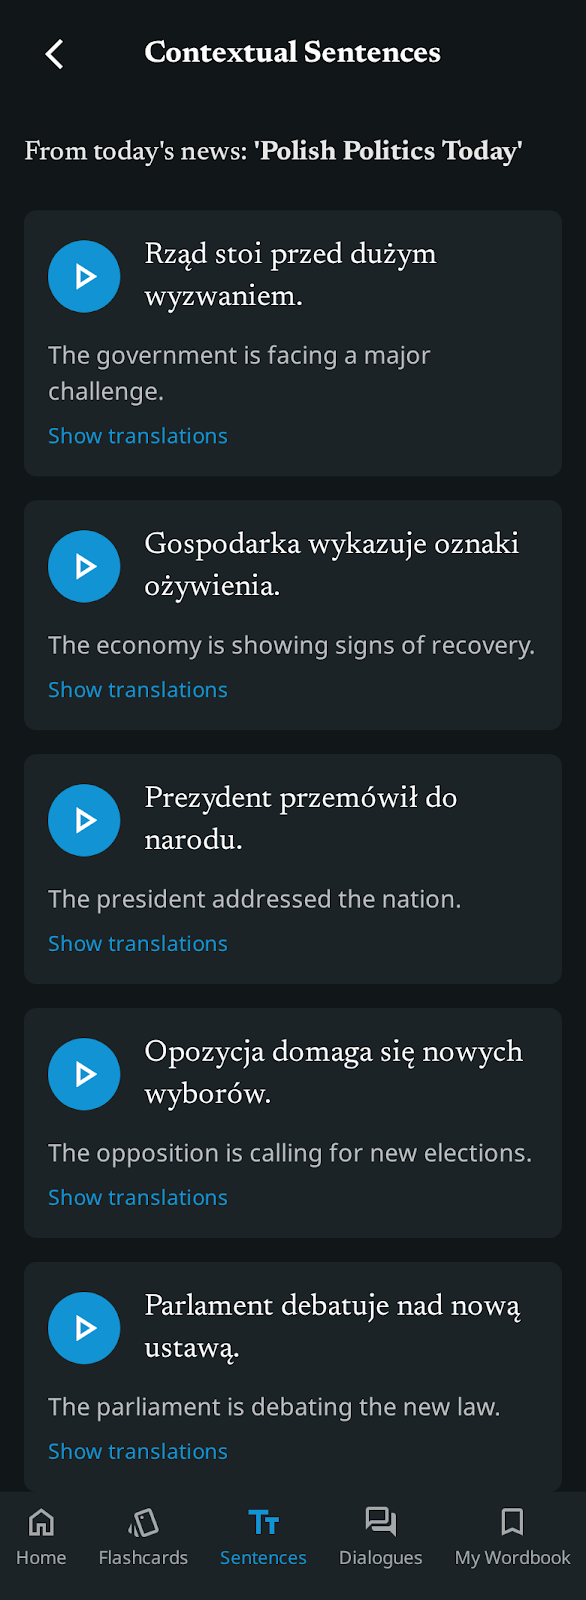 Contextual Sentences
From today's news: 'Polish Politics Today'
Rząd stoi przed dużym
wyzwaniem.
The government is facing a major
challenge.
Show translations
Gospodarka wykazuje oznaki
ożywienia.
The economy is showing signs of recovery.
Show translations
Prezydent przemówił do
narodu.
The president addressed the nation.
Show translations
Opozycja domaga się nowych
wyborów.
The opposition is calling for new elections.
Show translations
Parlament debatuje nad nową
ustawą.
The parliament is debating the new law.
Show translations
Home Flashcards Sentences Dialogues My Wordbook